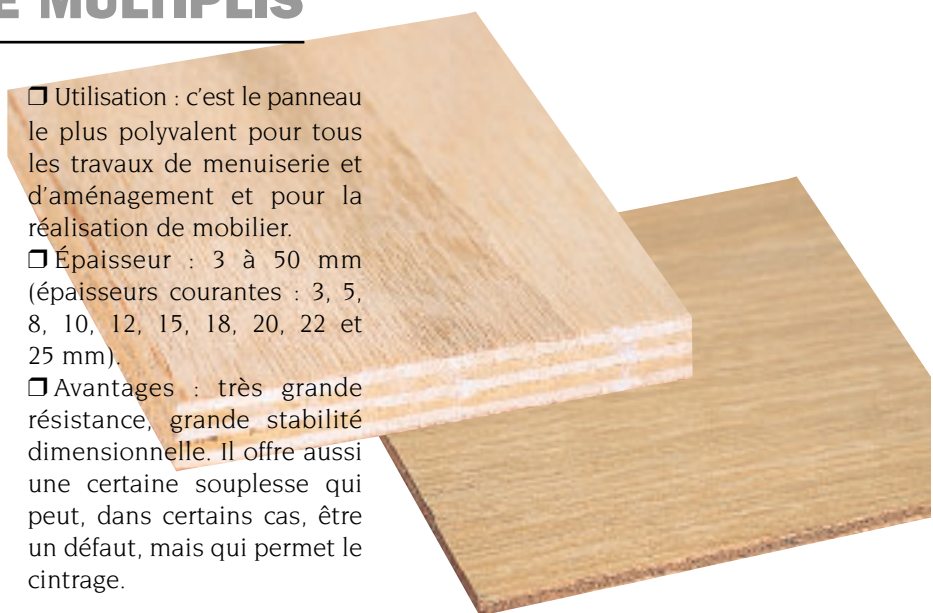 E MULTIPLIS
❒ Utilisation : c'est le panneau
le plus polyvalent pour tous
les travaux de menuiserie et
d'aménagement et pour la
réalisation de mobilier.
❒ Épaisseur : 3 à 50 mm
(épaisseurs courantes : 3, 5,
8, 10, 12, 15, 18, 20, 22 et
25 mm).
❒ Avantages : très grande
résistance, grande stabilité
dimensionnelle. Il offre aussi
une certaine souplesse qui
peut, dans certains cas, être
un défaut, mais qui permet le
cintrage.